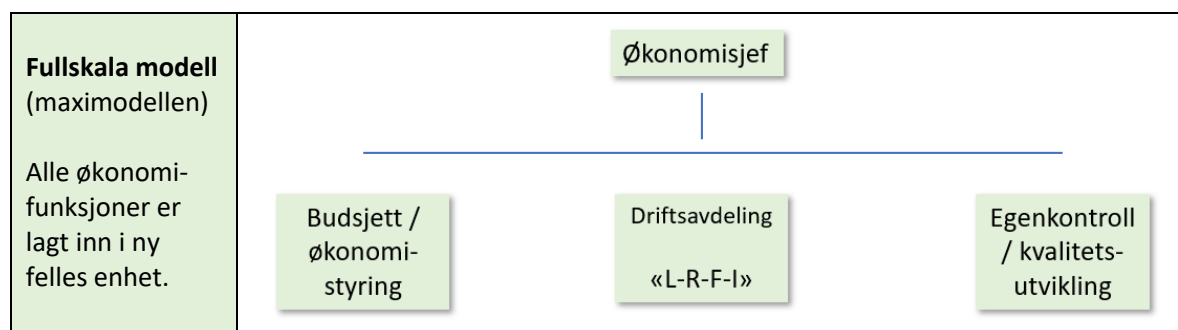 Fullskala modell
(maximodellen)
Alle økonomi-
funksjoner er
lagt inn i ny
felles enhet.
Økonomisjef
Budsjett /
økonomi-
styring
Driftsavdeling
«L-R-F-I»
Egenkontroll
/ kvalitets-
utvikling